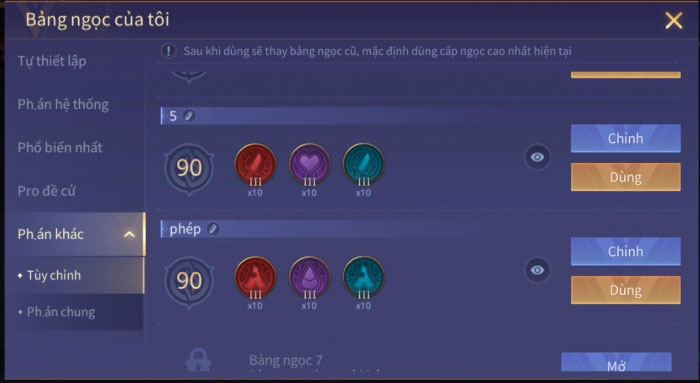 Bảng ngọc của tôi
Sau khi dùng sẽ thay bảng ngọc cũ, mặc định dùng cấp ngọc cao nhất hiện tại
Tự thiết lập
Ph.án hệ thống
Phổ biến nhất
Pro đề cử
Ph.án khác
• Tùy chỉnh
• Ph.án chung
5
90
III
x10
III
x10
III
x10
Chỉnh
Dùng
phép
90
III
x10
III
x10
III
x10
Chỉnh
Dùng
Bảng ngọc 7
Mở